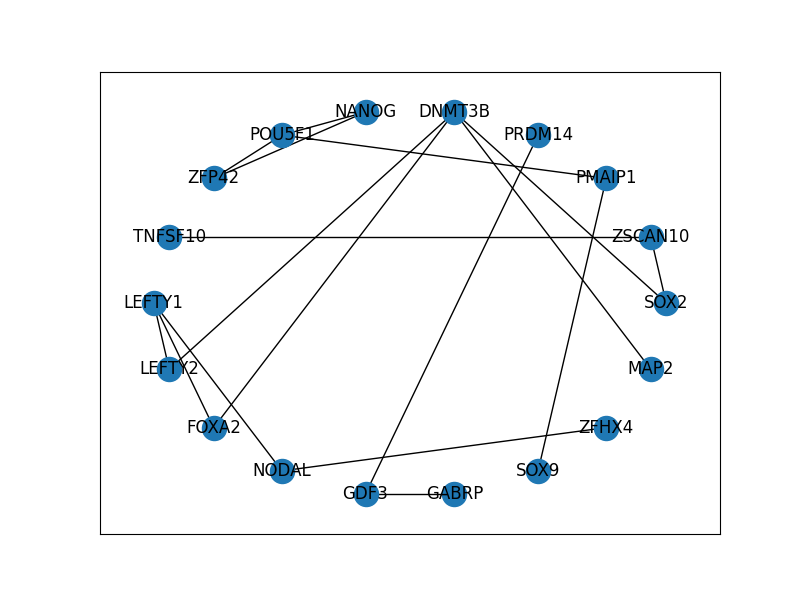 NANOG
DNMT3B
POU5F1
PRDM14
ZFP42
PMAIP1
TNFSF10
ZSCAN10
LEFTY1
SOX2
LEFTY2
MAP2
FOXA2
ZFHX4
NODAL
SOX9
GDF3
GABRP